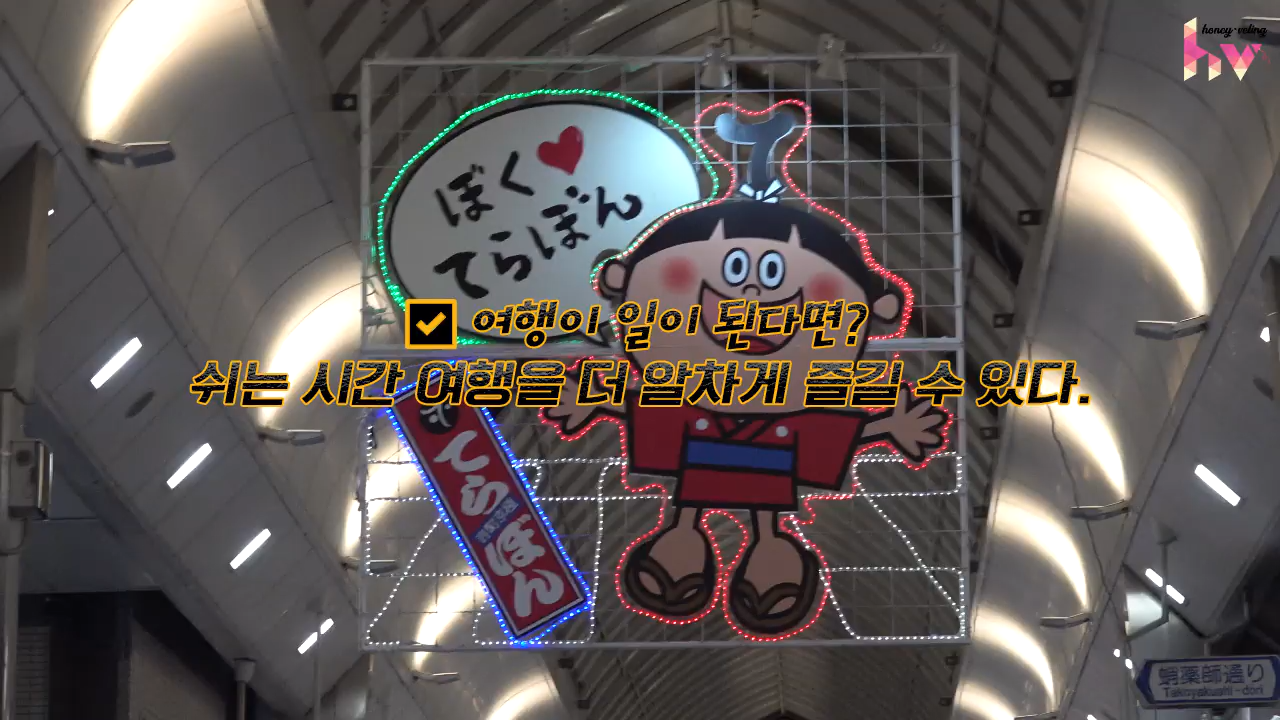 honey-veling
hv
ぼく
てらぼん
여행이 일이 된다면?
쉬는 시간 여행을 더 알차게 즐길 수 있다.
てらぼん
蛸薬師通り
Takoyakushi-dori